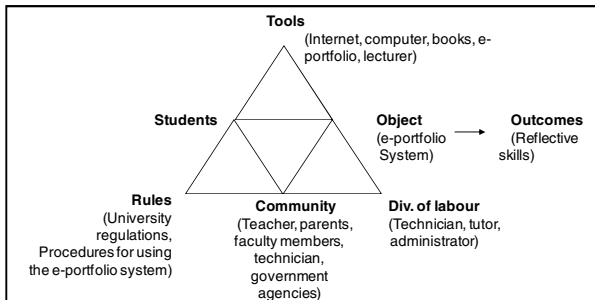 Tools
(Internet, computer, books, e-
portfolio, lecturer)
Students
Object
(e-portfolio
System)
Outcomes
(Reflective
skills)
Rules
(University
regulations,
Procedures for using
the e-portfolio system)
Community
(Teacher, parents,
faculty members,
technician,
government
agencies)
Div. of labour
(Technician, tutor,
administrator)